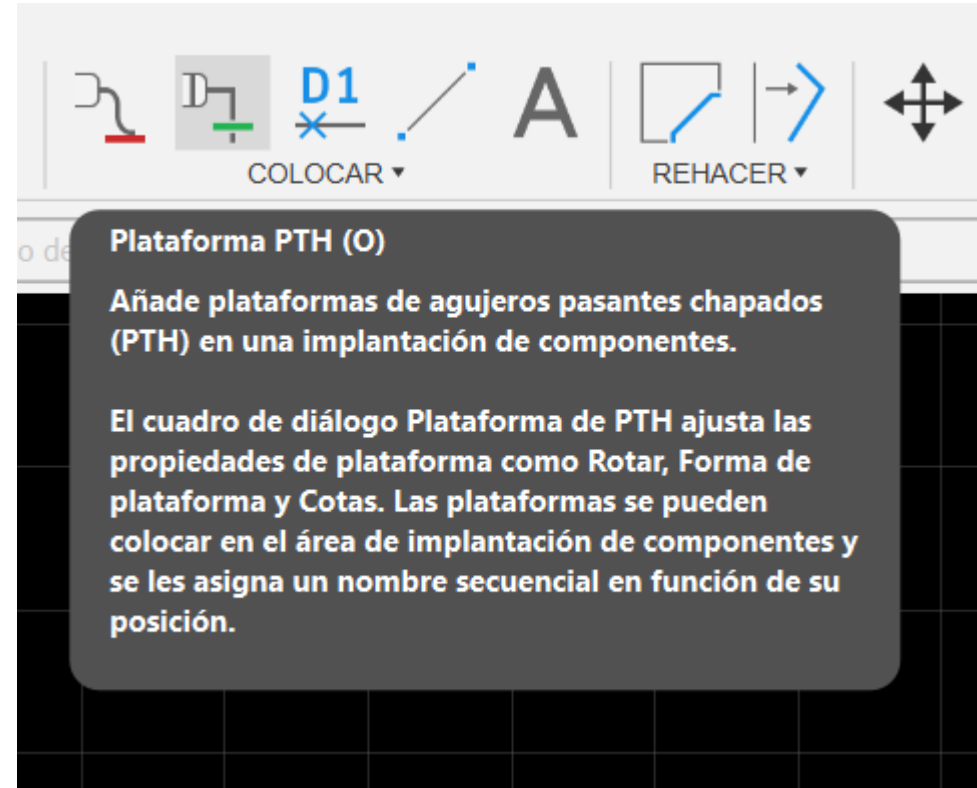 D1
A
COLOCAR
REHACER
o de
Plataforma PTH (O)
Añade plataformas de agujeros pasantes chapados
(PTH) en una implantación de componentes.
El cuadro de diálogo Plataforma de PTH ajusta las
propiedades de plataforma como Rotar, Forma de
plataforma y Cotas. Las plataformas se pueden
colocar en el área de implantación de componentes y
se les asigna un nombre secuencial en función de su
posición.